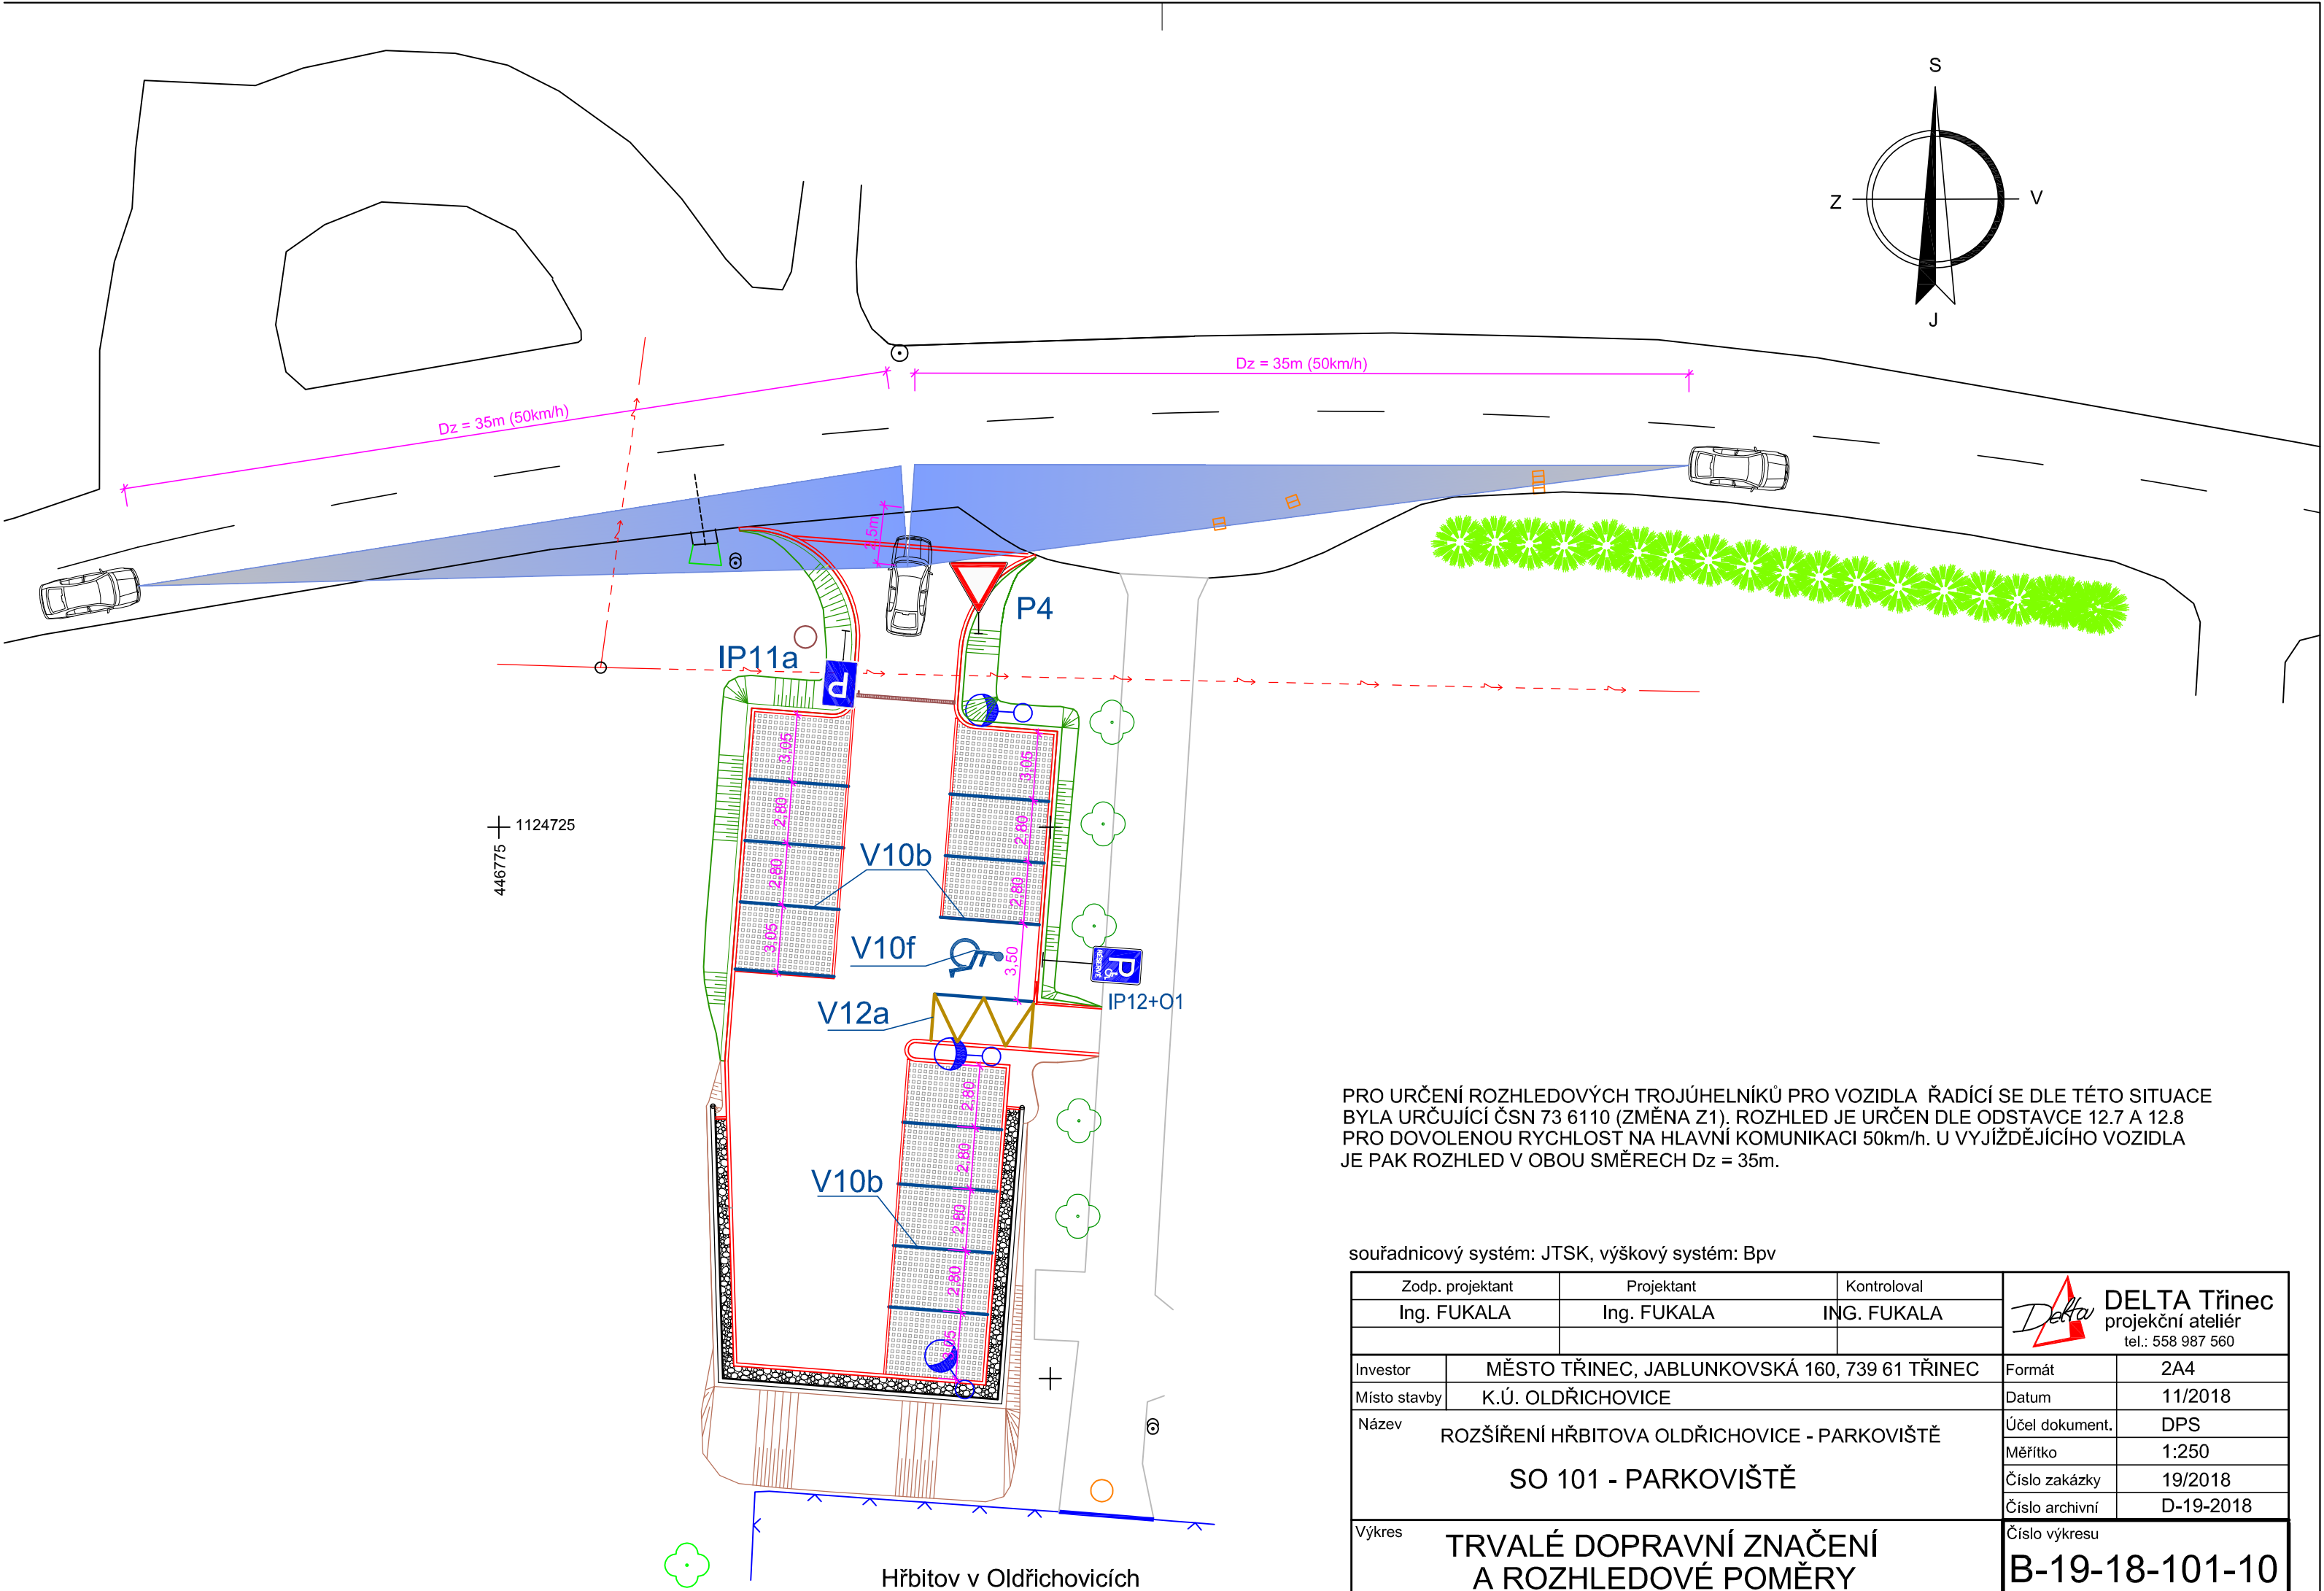 S
Z
V
J
Dz = 35m (50km/h)
Dz = 35m (50km/h)
2,5m
P4
IP11a
P
3,05
2,80
2,80
3,05
3,05
2,80
2,80
3,50
1124725
446775
V10b
V10f
V12a
P
RESERVE
IP12+O1
2,80
2,80
2,80
2,80
3,05
V10b
PRO URČENÍ ROZHLEDOVÝCH TROJÚHELNÍKŮ PRO VOZIDLA ŘADÍCÍ SE DLE TÉTO SITUACE
BYLA URČUJÍCÍ ČSN 73 6110 (ZMĚNA Z1). ROZHLED JE URČEN DLE ODSTAVCE 12.7 A 12.8
PRO DOVOLENOU RYCHLOST NA HLAVNÍ KOMUNIKACI 50km/h. U VYJÍŽDĚJÍCÍHO VOZIDLA
JE PAK ROZHLED V OBOU SMĚRECH Dz = 35m.
souřadnicový systém: JTSK, výškový systém: Bpv
Zodp. projektant Projektant Kontroloval
Ing. FUKALA Ing. FUKALA ING. FUKALA
Delta
DELTA Třinec
projekční ateliér
tel.: 558 987 560
Investor MĚSTO TŘINEC, JABLUNKOVSKÁ 160, 739 61 TŘINEC
Místo stavby K.Ú. OLDŘICHOVICE
Název ROZŠÍŘENÍ HŘBITOVA OLDŘICHOVICE - PARKOVIŠTĚ
SO 101 - PARKOVIŠTĚ
Formát 2A4
Datum 11/2018
Účel dokument. DPS
Měřítko 1:250
Číslo zakázky 19/2018
Číslo archivní D-19-2018
Výkres TRVALÉ DOPRAVNÍ ZNAČENÍ
A ROZHLEDOVÉ POMĚRY
Číslo výkresu
B-19-18-101-10
Hřbitov v Oldřichovicích